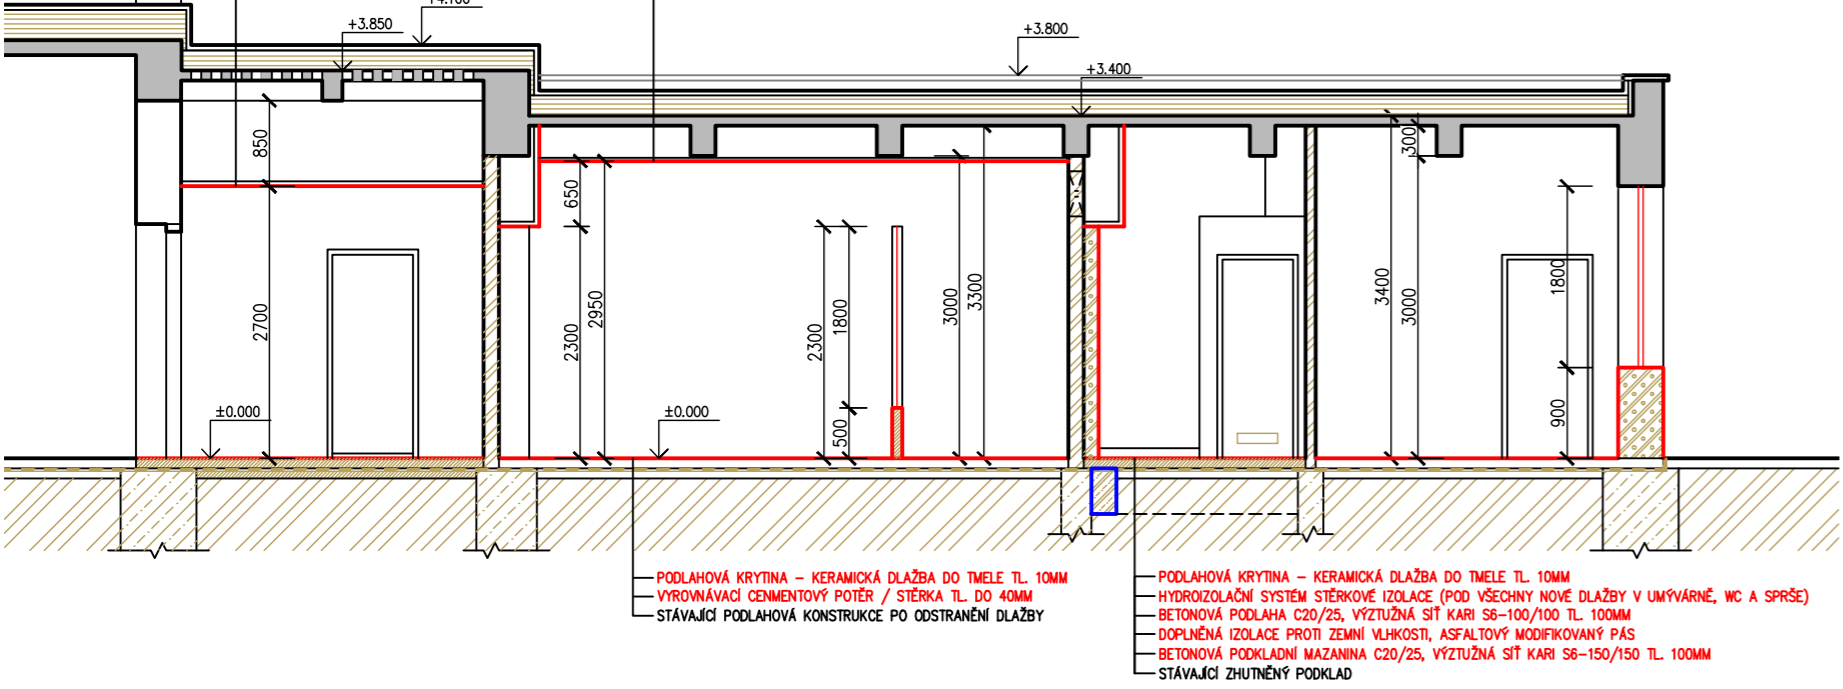 +3.850
+3.800
+3.400
850
2700
±0.000
650
2300
2950
±0.000
2300
1800
500
3000
3300
3400
300
3000
1800
900
PODLAHOVÁ KRYTINA – KERAMICKÁ DLAŽBA DO TMELE TL. 10MM
VYROVNÁVACÍ CENMENTOVÝ POTĚR / STĚRKA TL. DO 40MM
STÁVAJÍCÍ PODLAHOVÁ KONSTRUKCE PO ODSTRANĚNÍ DLAŽBY
PODLAHOVÁ KRYTINA – KERAMICKÁ DLAŽBA DO TMELE TL. 10MM
HYDROIZOLAČNÍ SYSTÉM STĚRKOVÉ IZOLACE (POD VŠECHNY NOVÉ DLAŽBY V UMÝVÁRNĚ, WC A SPRŠE)
BETONOVÁ PODLAHA C20/25, VÝZTUŽNÁ SÍŤ KARI S6–100/100 TL. 100MM
DOPLNĚNÁ IZOLACE PROTI ZEMNÍ VLHKOSTI, ASFALTOVÝ MODIFIKOVANÝ PÁS
BETONOVÁ PODKLADNÍ MAZANINA C20/25, VÝZTUŽNÁ SÍŤ KARI S6–150/150 TL. 100MM
STÁVAJÍCÍ ZHUTNĚNÝ PODKLAD